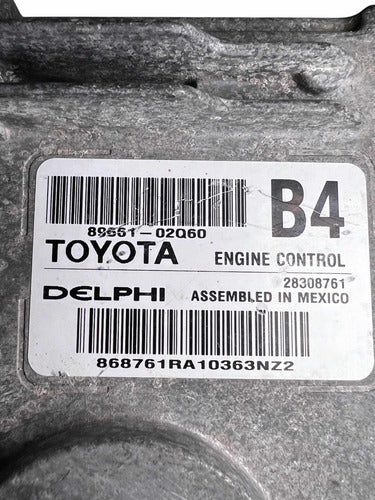 B4
89661-02Q60
TOYOTA ENGINE CONTROL
28308761
DELPHI ASSEMBLED IN MEXICO
868761RA10363NZ2